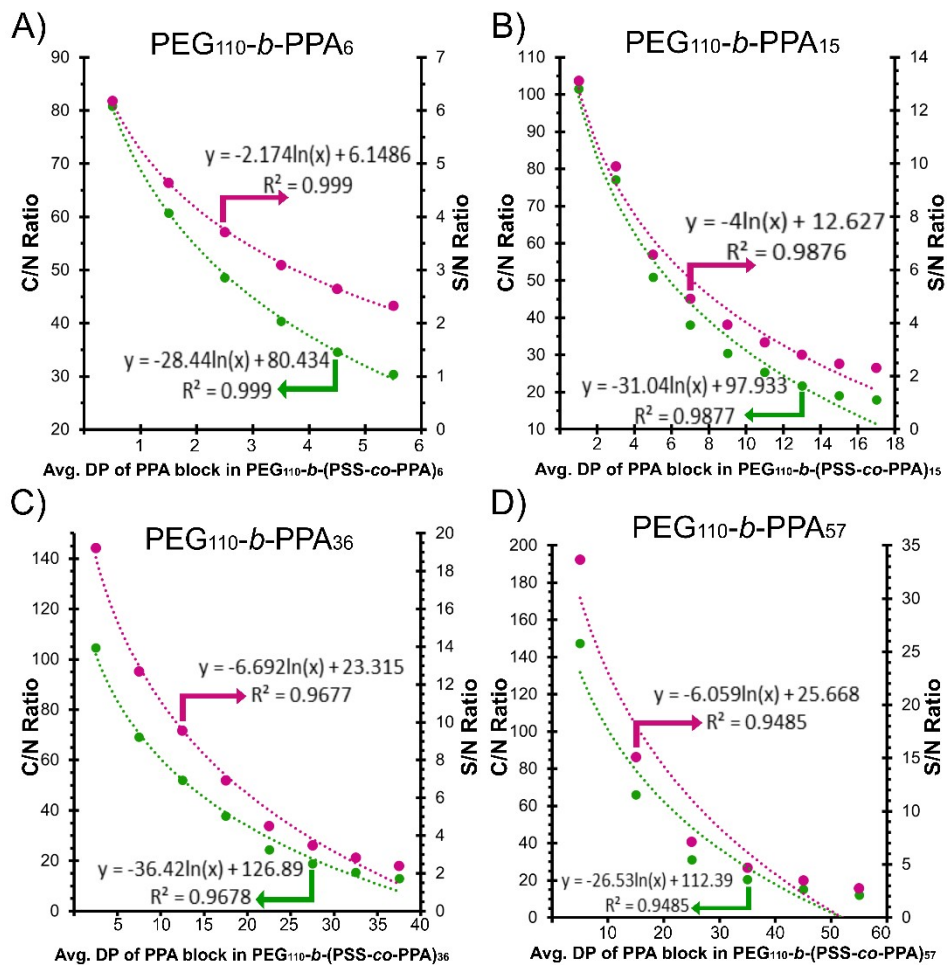 A)
PEG110-b-PPA6
C/N Ratio
90
80
70
60
50
40
30
20
7
6
5
4
3
2
1
0
S/N Ratio
y = -2.174ln(x) + 6.1486
R² = 0.999
y = -28.44ln(x) + 80.434
R² = 0.999
1 2 3 4 5 6
Avg. DP of PPA block in PEG110-b-(PSS-co-PPA)6
B)
PEG110-b-PPA15
C/N Ratio
110
100
90
80
70
60
50
40
30
20
10
14
12
10
8
6
4
2
0
S/N Ratio
y = -4ln(x) + 12.627
R² = 0.9876
y = -31.04ln(x) + 97.933
R² = 0.9877
2 4 6 8 10 12 14 16 18
Avg. DP of PPA block in PEG110-b-(PSS-co-PPA)15
C)
PEG110-b-PPA36
C/N Ratio
140
120
100
80
60
40
20
0
20
18
16
14
12
10
8
6
4
2
0
S/N Ratio
y = -6.692ln(x) + 23.315
R² = 0.9677
y = -36.42ln(x) + 126.89
R² = 0.9678
5 10 15 20 25 30 35 40
Avg. DP of PPA block in PEG110-b-(PSS-co-PPA)36
D)
PEG110-b-PPA57
C/N Ratio
200
180
160
140
120
100
80
60
40
20
0
35
30
25
20
15
10
5
0
S/N Ratio
y = -6.059ln(x) + 25.668
R² = 0.9485
y = -26.53ln(x) + 112.39
R² = 0.9485
0 10 20 30 40 50 60
Avg. DP of PPA block in PEG110-b-(PSS-co-PPA)57